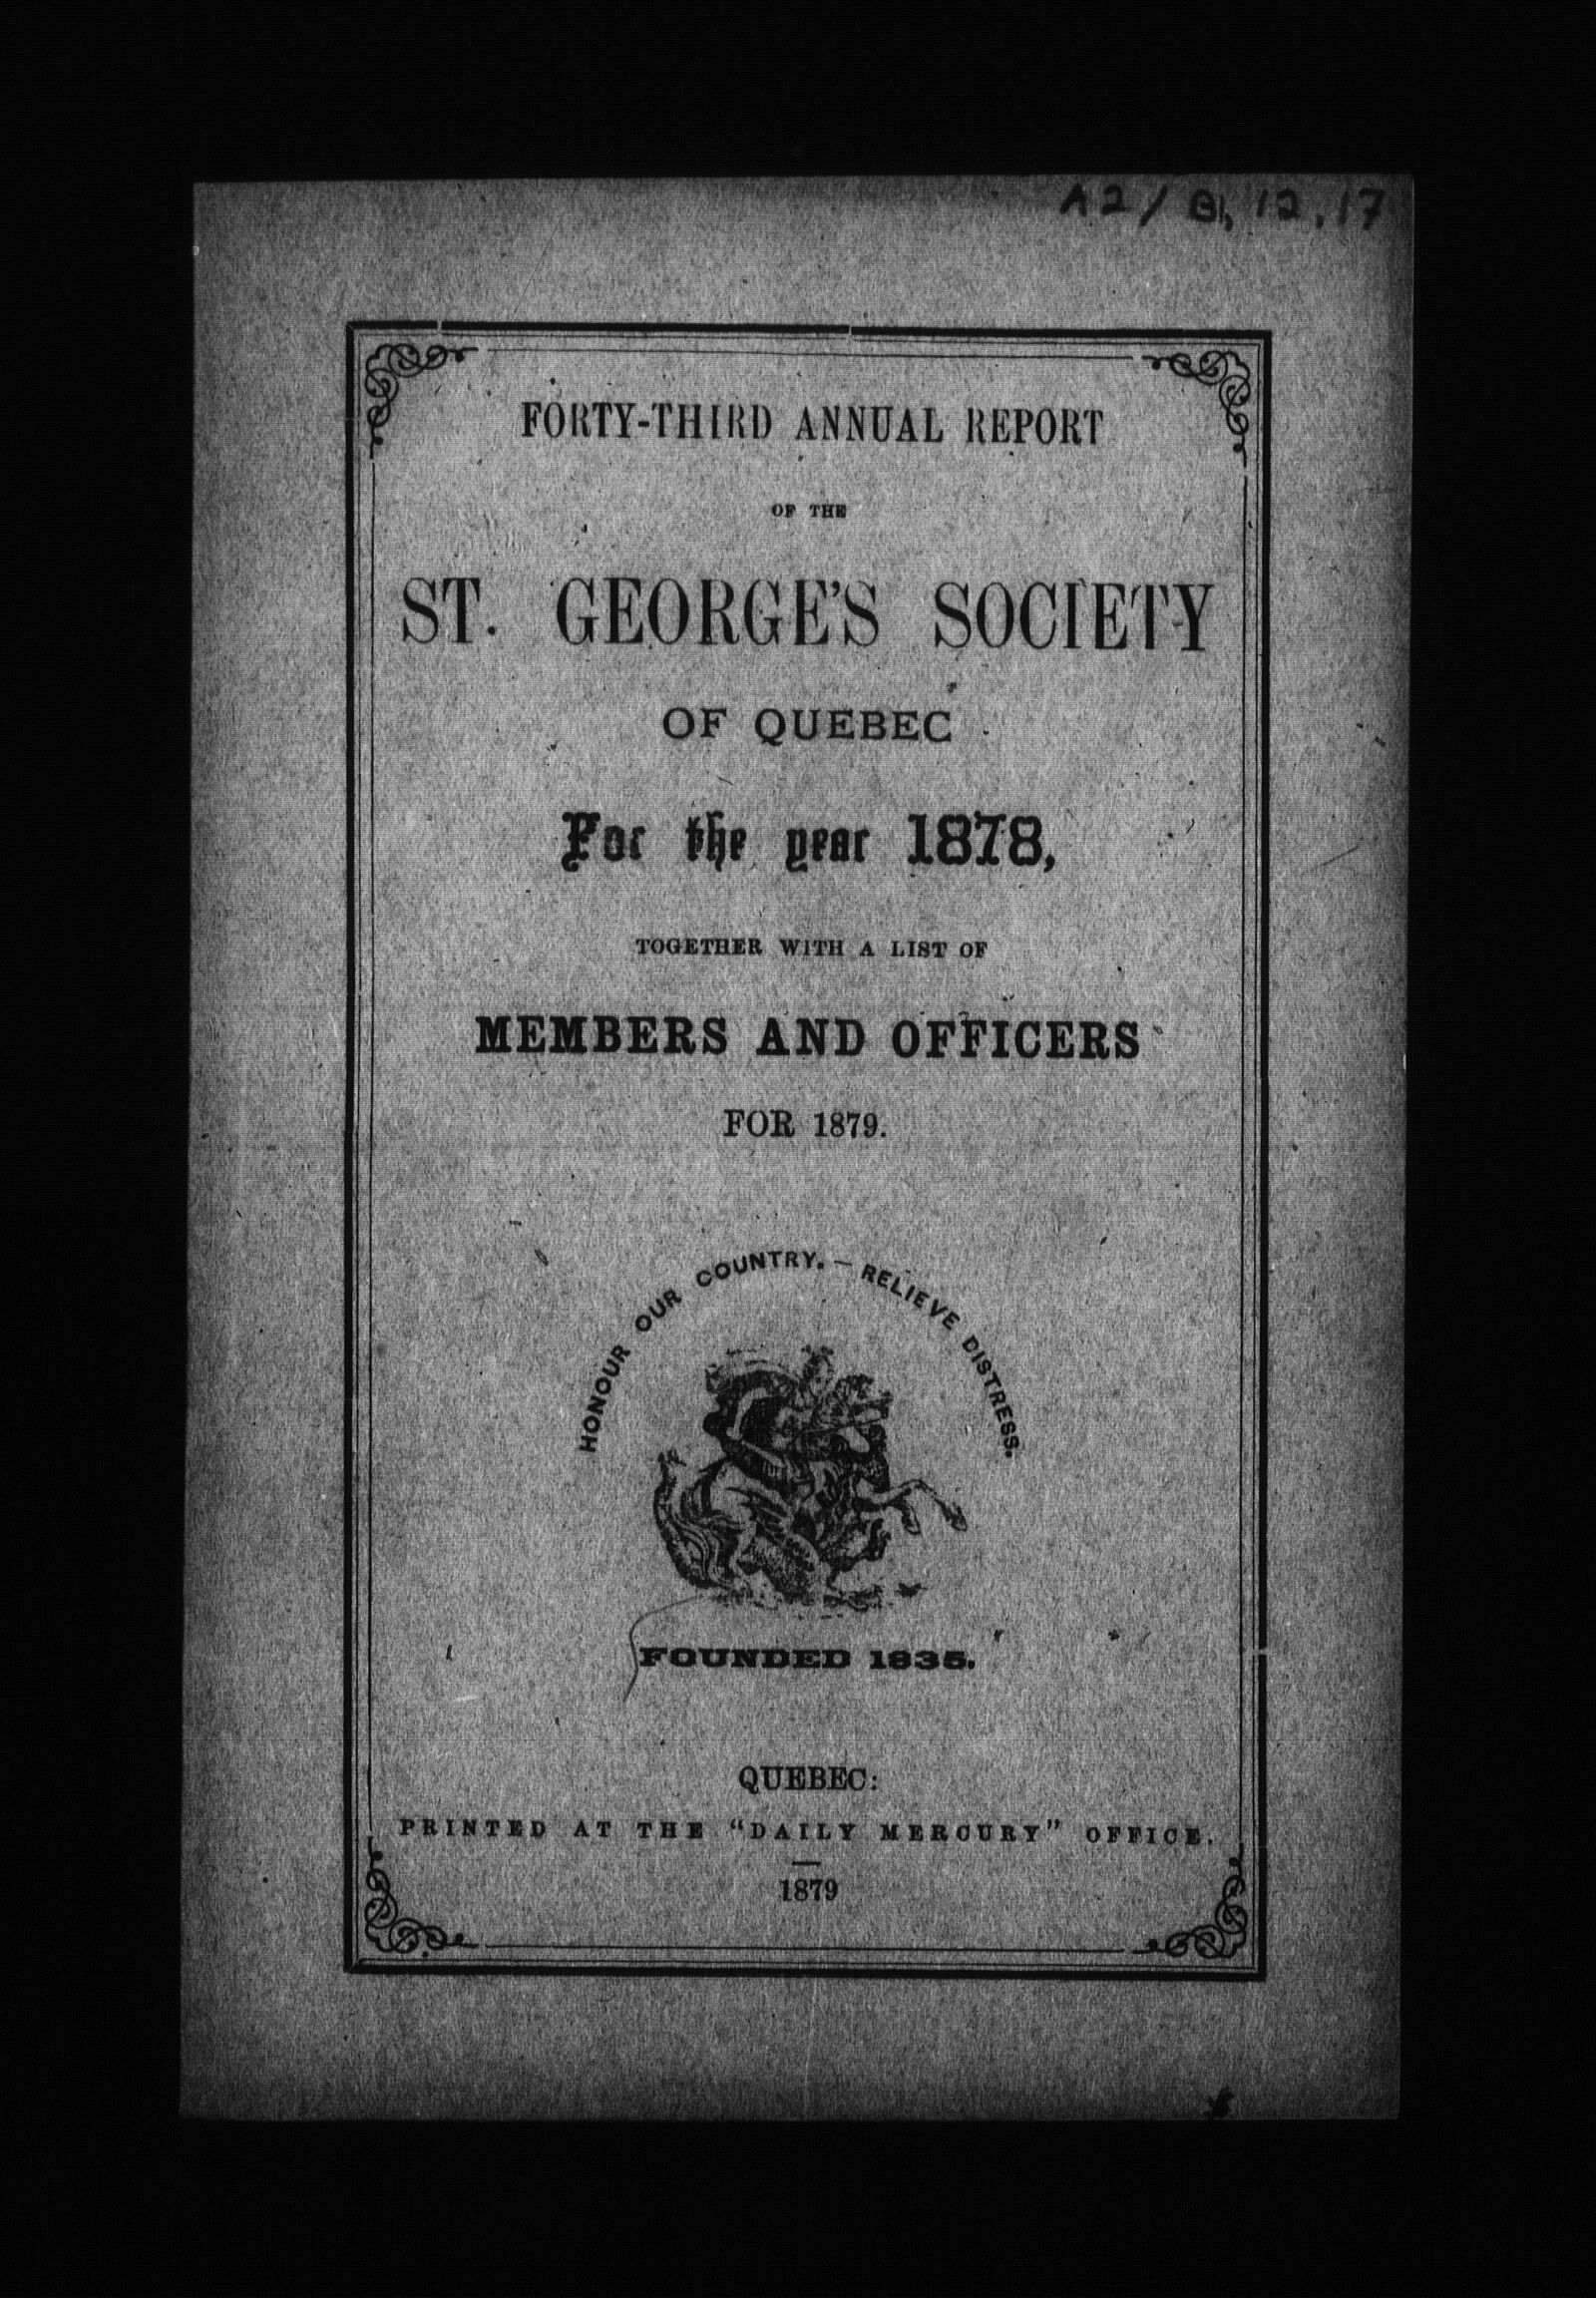 A2/B1, 12.17
FORTY-THIRD ANNUAL REPORT
OF THE
ST. GEORGE'S SOCIETY
OF QUEBEC
For the year 1878,
TOGETHER WITH A LIST OF
MEMBERS AND OFFICERS
FOR 1879.
HONOUR OUR COUNTRY. — RELIEVE DISTRESS.
FOUNDED 1835.
QUEBEC:
PRINTED AT THE "DAILY MERCURY" OFFICE.
1879